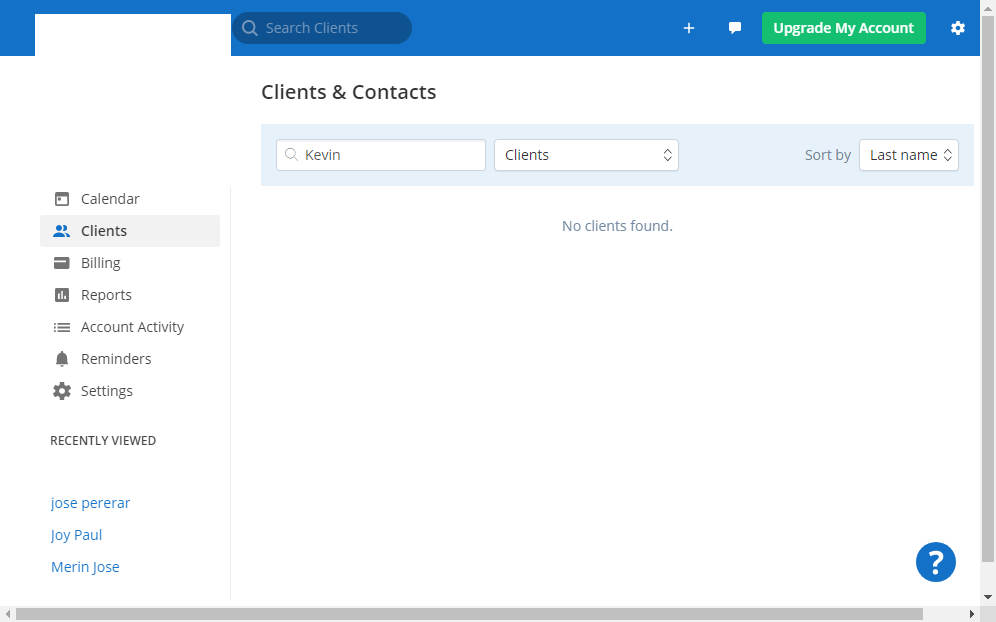 Search Clients
Upgrade My Account
Clients & Contacts
Kevin
Clients
Sort by
Last name
No clients found.
Calendar
Clients
Billing
Reports
Account Activity
Reminders
Settings
RECENTLY VIEWED
jose pererar
Joy Paul
Merin Jose
?